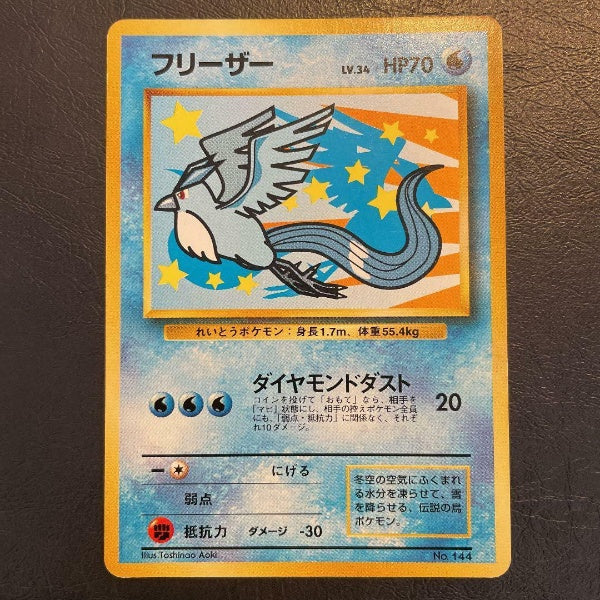 フリーザー LV.34 HP70
れいとうポケモン：身長1.7m、体重55.4kg
ダイヤモンドダスト 20
コインを投げて「おもて」なら、相手を
「マヒ」状態にし、相手の控えポケモン全員
にも、「弱点・抵抗力」に関係なく、それぞ
れ10ダメージ。
にげる
弱点
抵抗力 ダメージ -30
冬空の空気にふくまれ
る水分を凍らせて、雲
を降らせる、伝説の鳥
ポケモン。
Illus.Toshinao Aoki
No. 144